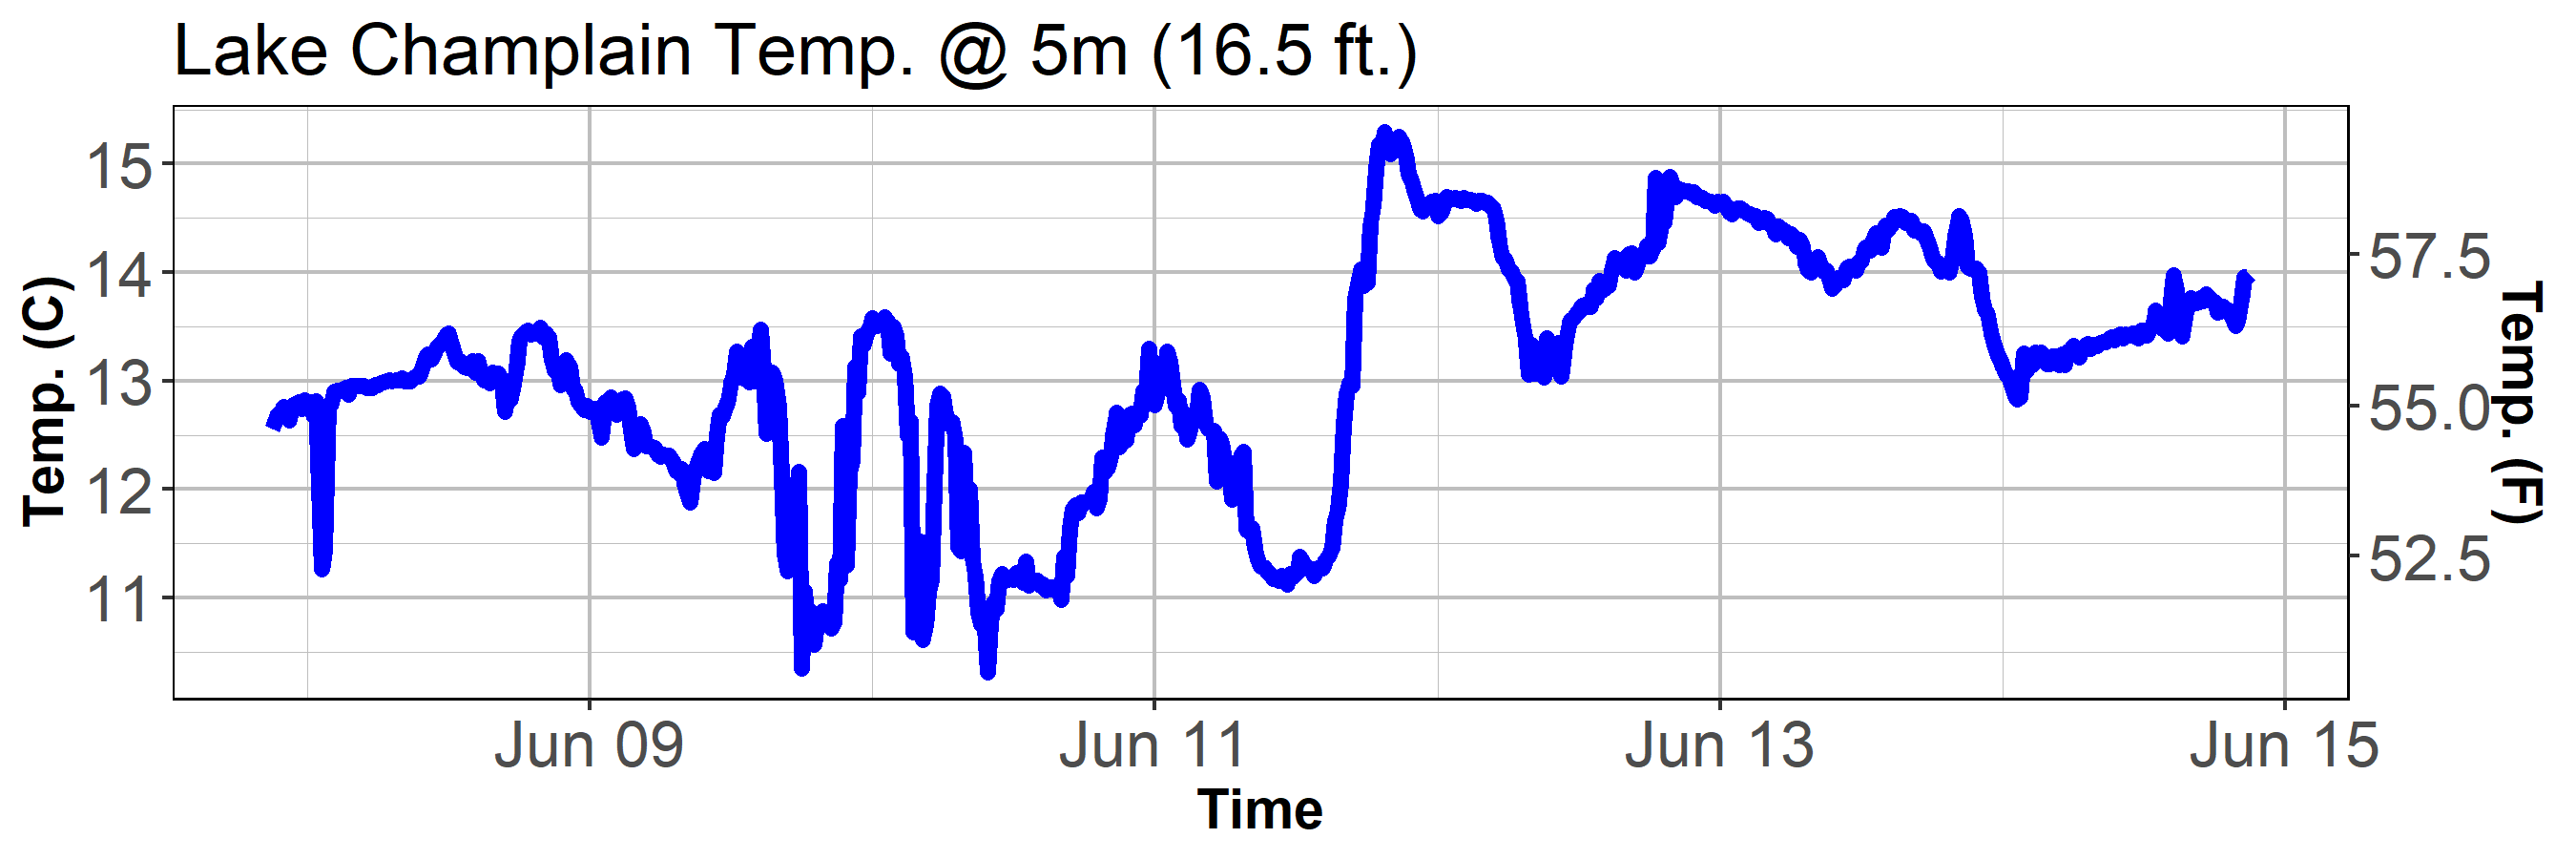 Lake Champlain Temp. @ 5m (16.5 ft.)
Temp. (C)
15
14
13
12
11
57.5
55.0
52.5
Temp. (F)
Jun 09 Jun 11 Jun 13 Jun 15
Time